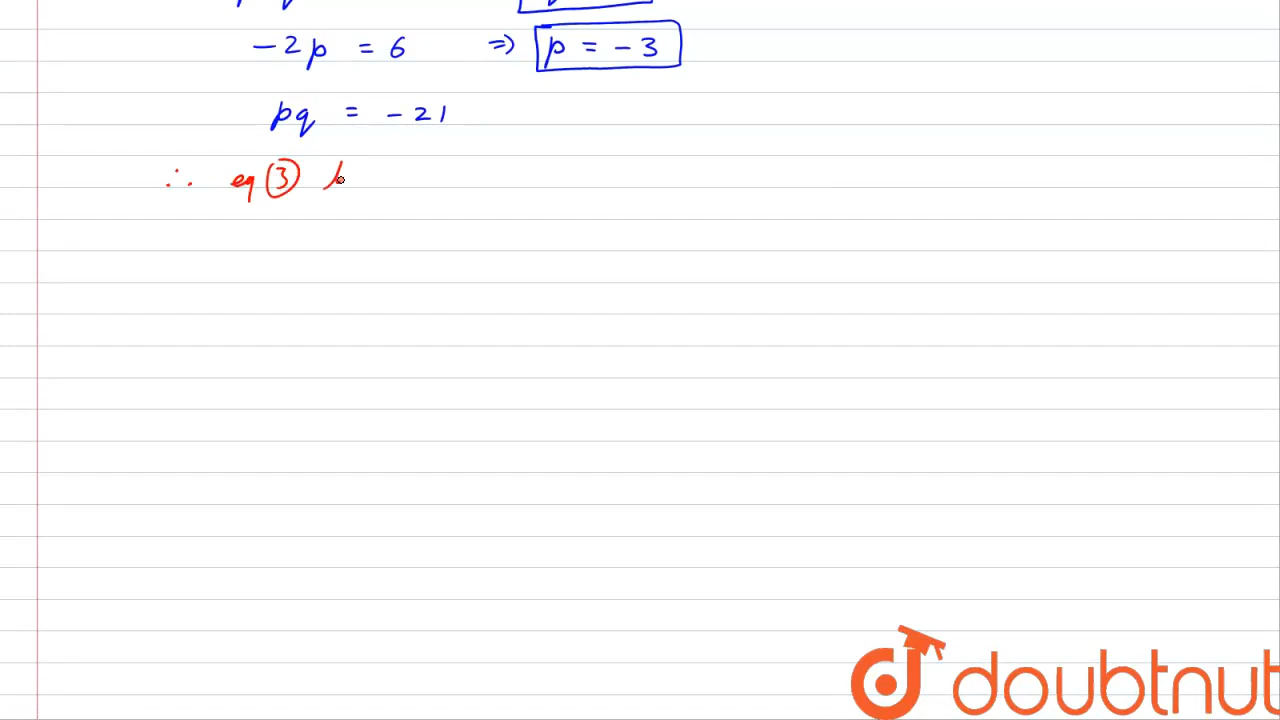 -2p = 6 ⇒ p = -3
pq = -21
∴ eq ③
doubtnut